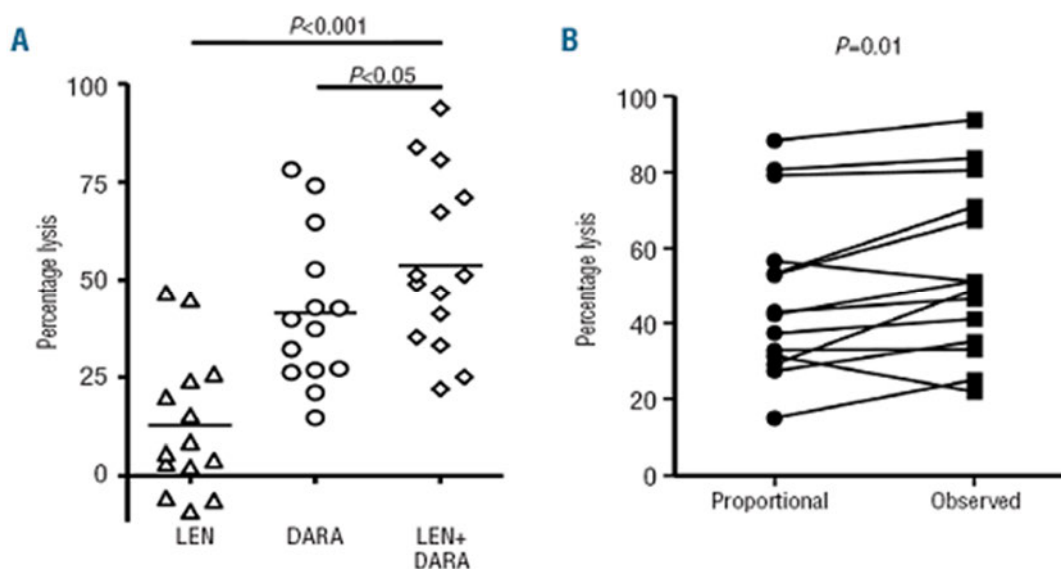 A
P<0.001
P<0.05
100
75
50
25
0
Percentage lysis
LEN
DARA
LEN+
DARA
B
P=0.01
100
80
60
40
20
0
Percentage lysis
Proportional
Observed